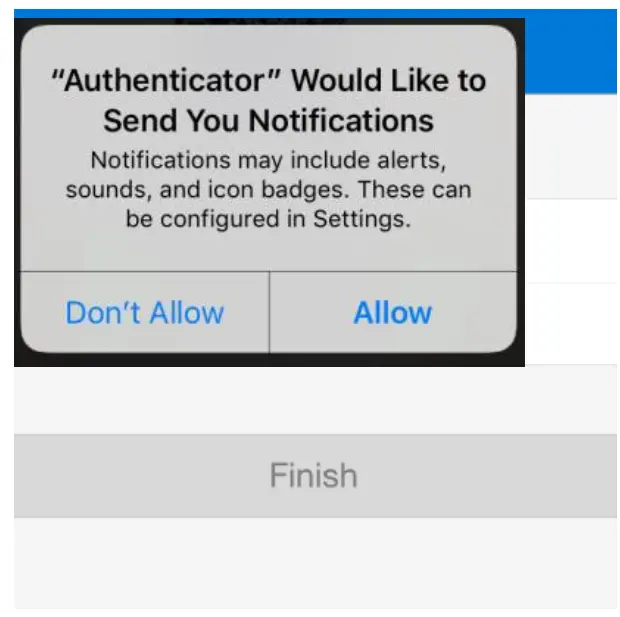 “Authenticator” Would Like to
Send You Notifications
Notifications may include alerts,
sounds, and icon badges. These can
be configured in Settings.
Don’t Allow
Allow
Finish